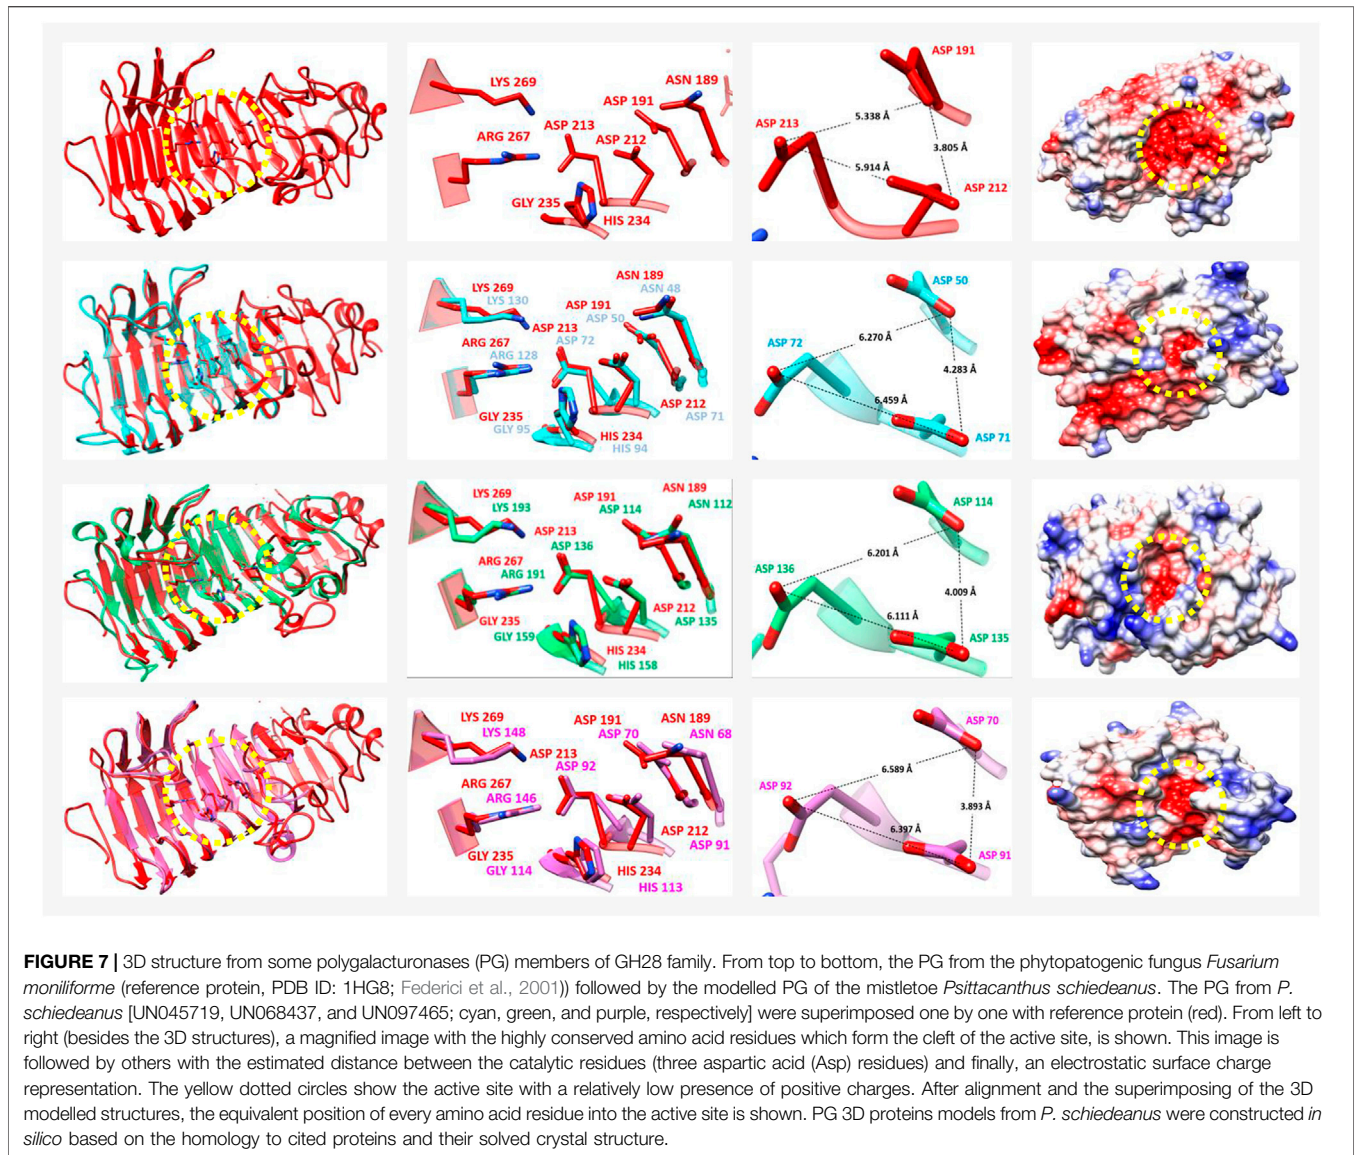 LYS 269
ASN 189
ASP 191
ARG 267
ASP 213
ASP 212
GLY 235
HIS 234
ASP 191
ASP 213
5.338 Å
3.805 Å
5.914 Å
ASP 212
LYS 269
LYS 130
ASN 189
ASN 48
ASP 191
ASP 50
ASP 213
ASP 72
ARG 267
ARG 128
GLY 235
GLY 95
ASP 212
ASP 71
HIS 234
HIS 94
ASP 50
ASP 72
6.270 Å
4.283 Å
6.459 Å
ASP 71
LYS 269
LYS 193
ASP 191
ASP 114
ASN 189
ASN 112
ASP 213
ASP 136
ARG 267
ARG 191
GLY 235
GLY 159
ASP 212
ASP 135
HIS 234
HIS 158
ASP 114
ASP 136
6.201 Å
4.009 Å
6.111 Å
ASP 135
LYS 269
LYS 148
ASP 191
ASP 70
ASN 189
ASN 68
ASP 213
ASP 92
ARG 267
ARG 146
GLY 235
GLY 114
ASP 212
ASP 91
HIS 234
HIS 113
ASP 70
ASP 92
6.589 Å
3.893 Å
6.397 Å
ASP 91
FIGURE 7 | 3D structure from some polygalacturonases (PG) members of GH28 family. From top to bottom, the PG from the phytopatogenic fungus Fusarium
moniliforme (reference protein, PDB ID: 1HG8; Federici et al., 2001)) followed by the modelled PG of the mistletoe Psittacanthus schiedeanus. The PG from P.
schiedeanus [UN045719, UN068437, and UN097465; cyan, green, and purple, respectively] were superimposed one by one with reference protein (red). From left to
right (besides the 3D structures), a magnified image with the highly conserved amino acid residues which form the cleft of the active site, is shown. This image is
followed by others with the estimated distance between the catalytic residues (three aspartic acid (Asp) residues) and finally, an electrostatic surface charge
representation. The yellow dotted circles show the active site with a relatively low presence of positive charges. After alignment and the superimposing of the 3D
modelled structures, the equivalent position of every amino acid residue into the active site is shown. PG 3D proteins models from P. schiedeanus were constructed in
silico based on the homology to cited proteins and their solved crystal structure.